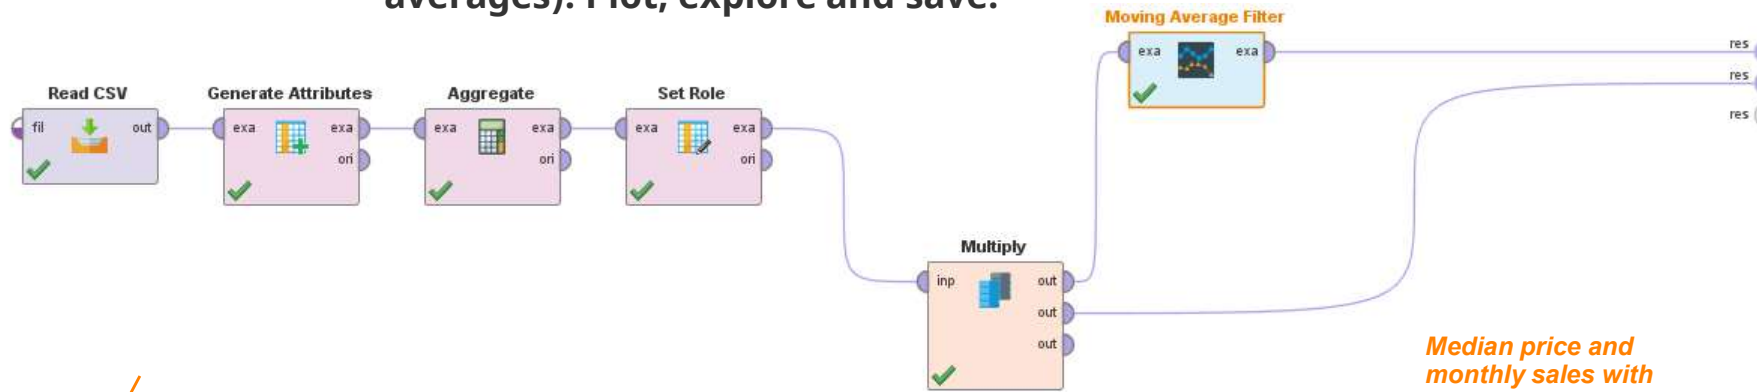 averages). Plot, explore and save.
Moving Average Filter
exa exa
res
res
res
Read CSV
fil out
Generate Attributes
exa exa
ori
Aggregate
exa exa
ori
Set Role
exa exa
ori
Multiply
inp out
out
out
Median price and
monthly sales with
/